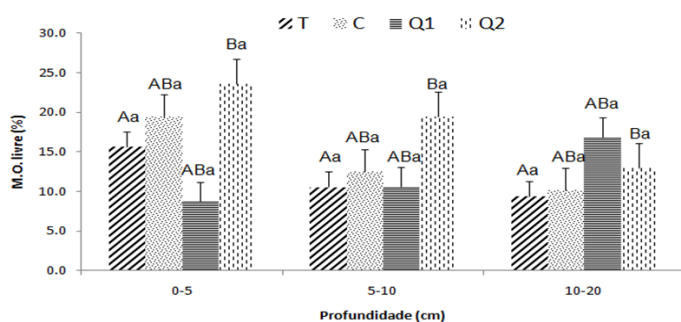 T C Q1 Q2
M.O. livre (%)
30.0
25.0
20.0
15.0
10.0
5.0
0.0
Aa ABa ABa Ba
Aa ABa ABa Ba
Aa ABa ABa Ba
0-5 5-10 10-20
Profundidade (cm)